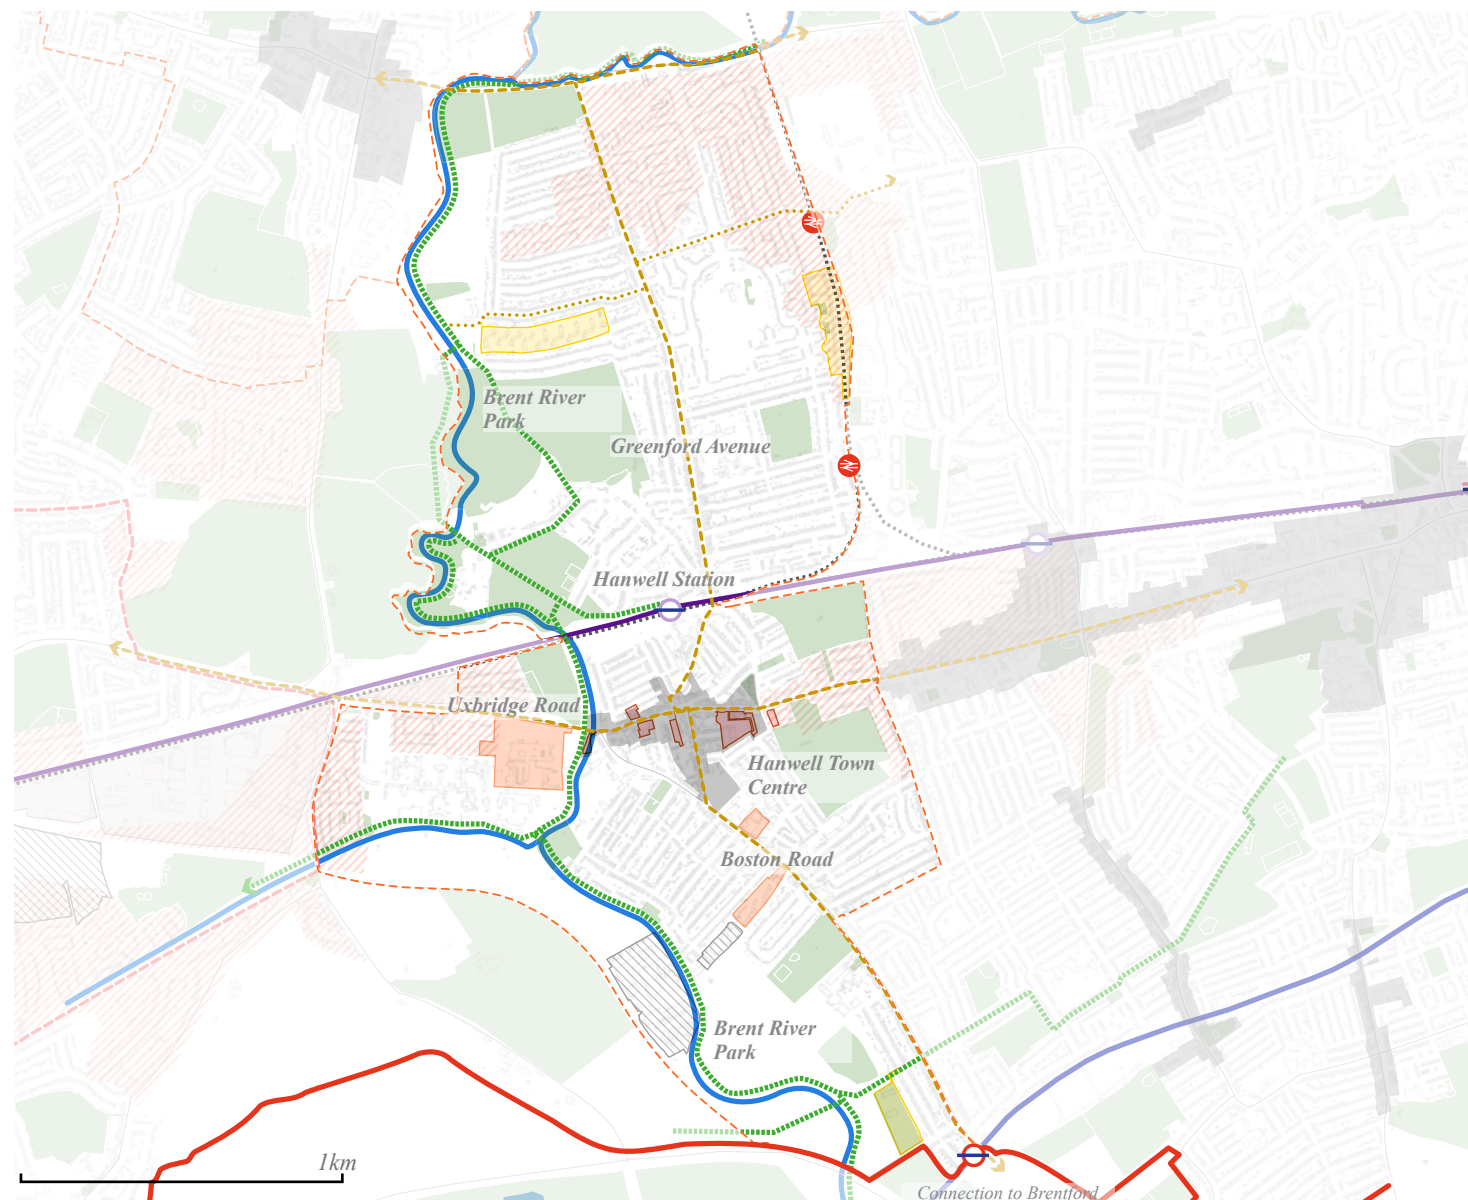 Brent River
Park
Greenford Avenue
Hanwell Station
Uxbridge Road
Hanwell Town
Centre
Boston Road
Brent River
Park
1km
Connection to Brentford